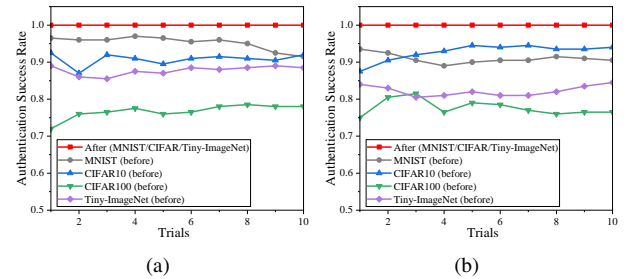 1.0
0.9
0.8
0.7
0.6
0.5
Authentication Success Rate
After (MNIST/CIFAR/Tiny-ImageNet)
MNIST (before)
CIFAR10 (before)
CIFAR100 (before)
Tiny-ImageNet (before)
2 4 6 8 10
Trials
(a)
1.0
0.9
0.8
0.7
0.6
0.5
Authentication Success Rate
After (MNIST/CIFAR/Tiny-ImageNet)
MNIST (before)
CIFAR10 (before)
CIFAR100 (before)
Tiny-ImageNet (before)
2 4 6 8 10
Trials
(b)